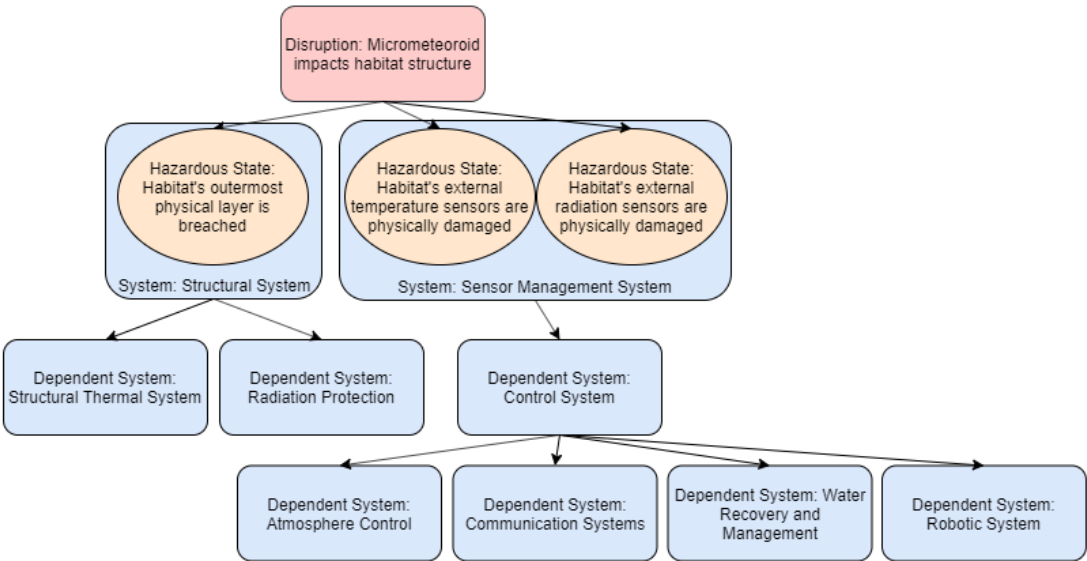 Disruption: Micrometeoroid
impacts habitat structure
Hazardous State:
Habitat's outermost
physical layer is
breached
System: Structural System
Hazardous State:
Habitat's external
temperature sensors are
physically damaged
Hazardous State:
Habitat's external
radiation sensors are
physically damaged
System: Sensor Management System
Dependent System:
Structural Thermal System
Dependent System:
Radiation Protection
Dependent System:
Control System
Dependent System:
Atmosphere Control
Dependent System:
Communication Systems
Dependent System: Water
Recovery and
Management
Dependent System:
Robotic System